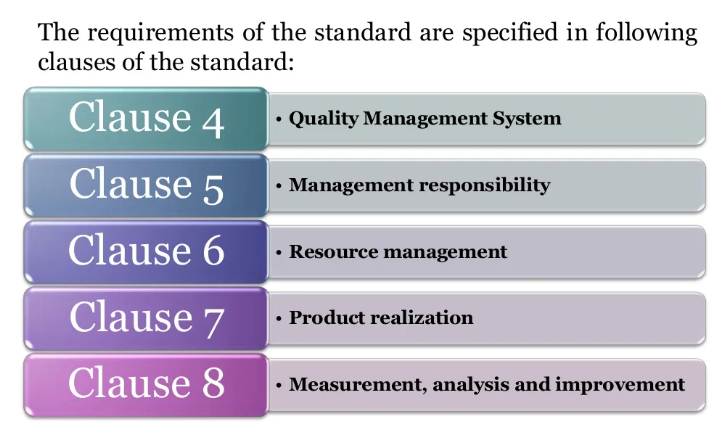 The requirements of the standard are specified in following
clauses of the standard:
Clause 4
• Quality Management System
Clause 5
• Management responsibility
Clause 6
• Resource management
Clause 7
• Product realization
Clause 8
• Measurement, analysis and improvement